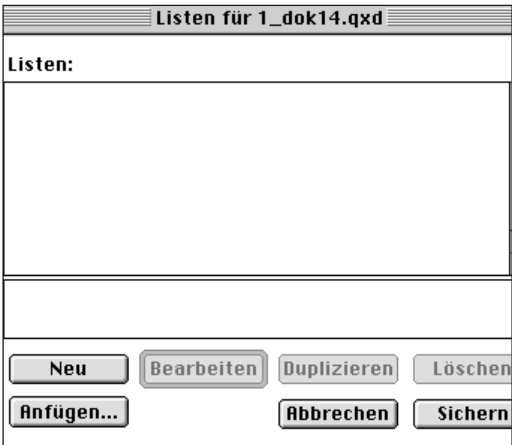 Listen für 1_dok14.qxd
Listen:
Neu Bearbeiten Duplizieren Löschen
Anfügen... Abbrechen Sichern